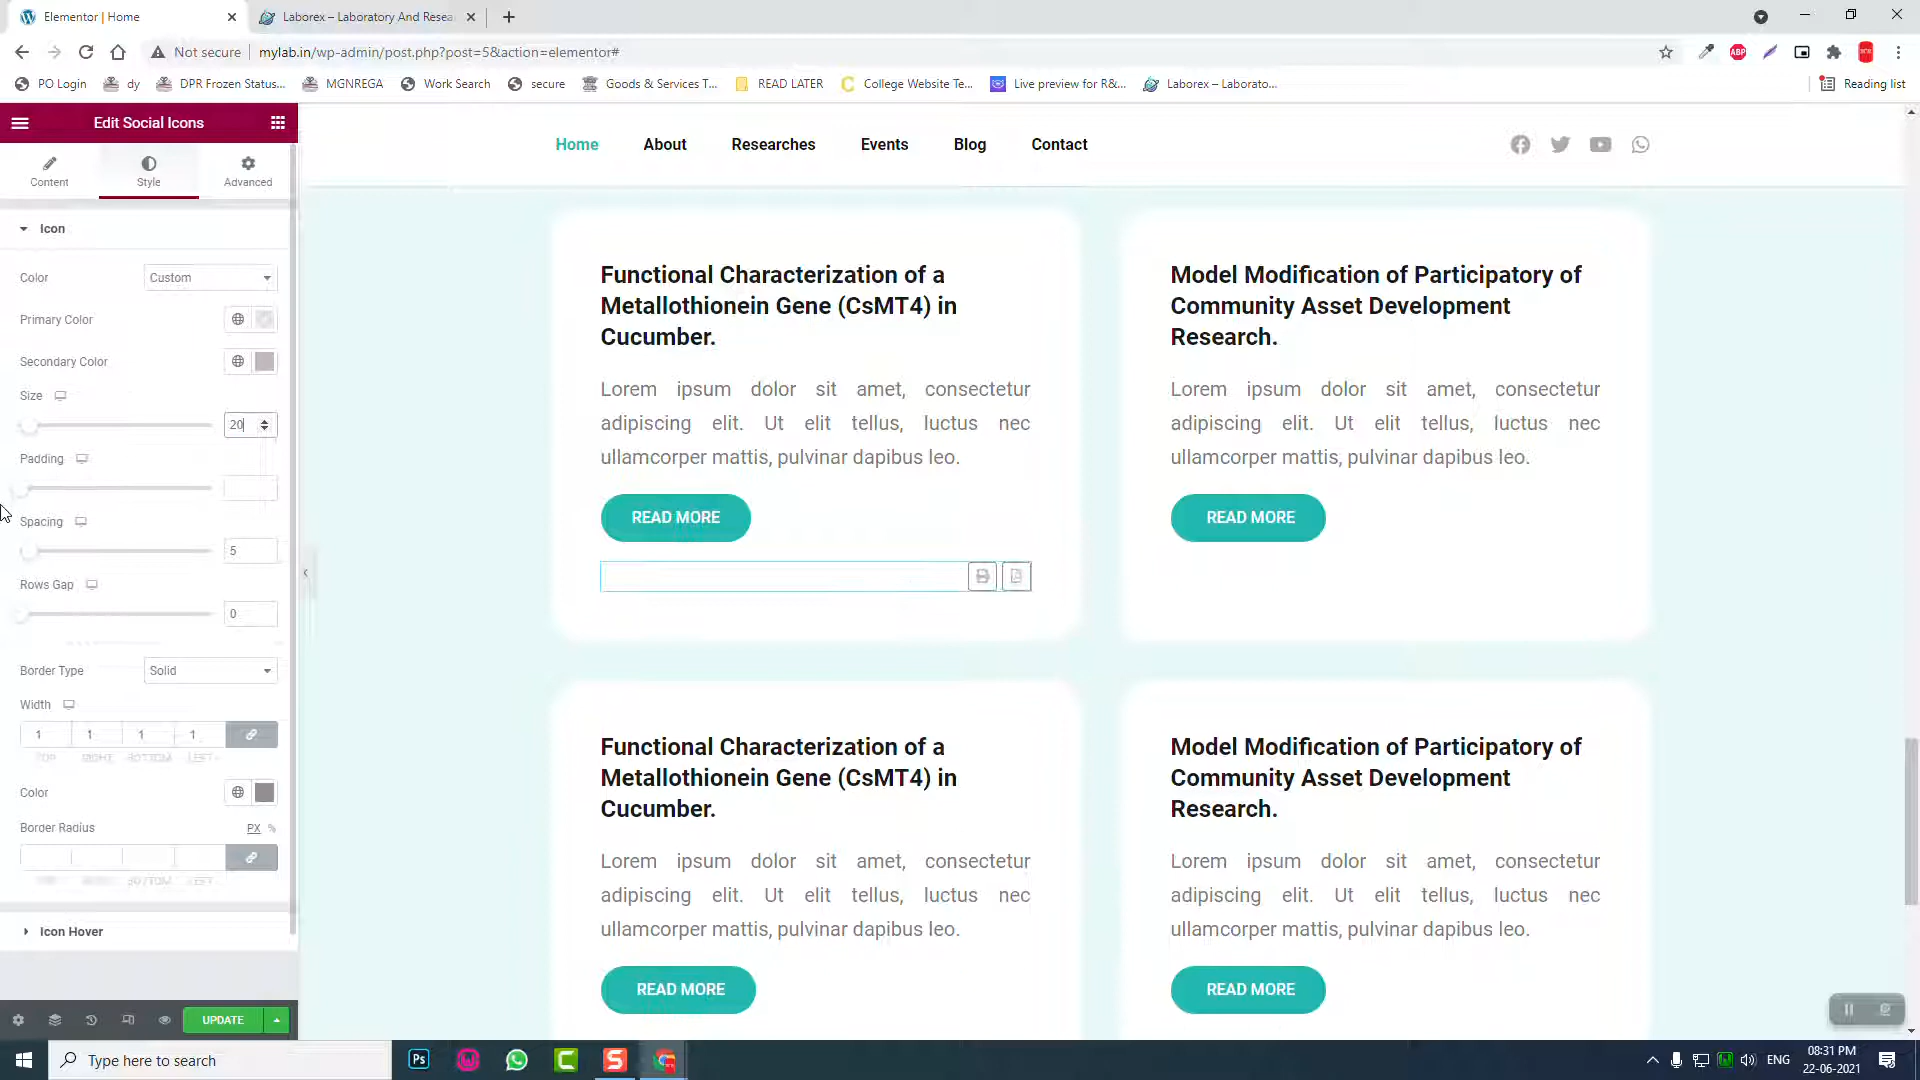 Elementor | Home
Laborex – Laboratory And Resea
Not secure
mylab.in/wp-admin/post.php?post=5&action=elementor#
PO Login
dy
DPR Frozen Status...
MGNREGA
Work Search
secure
Goods & Services T...
READ LATER
College Website Te...
Live preview for R&...
Laborex – Laborato...
Reading list
Edit Social Icons
Content
Style
Advanced
Icon
Color
Custom
Primary Color
Secondary Color
Size
20
Padding
Spacing
5
Rows Gap
0
Border Type
Solid
Width
1 1 1 1
TOP RIGHT BOTTOM LEFT
Color
Border Radius
PX %
BOTTOM LEFT
Icon Hover
UPDATE
Home
About
Researches
Events
Blog
Contact
Functional Characterization of a
Metallothionein Gene (CsMT4) in
Cucumber.
Lorem ipsum dolor sit amet, consectetur
adipiscing elit. Ut elit tellus, luctus nec
ullamcorper mattis, pulvinar dapibus leo.
READ MORE
Model Modification of Participatory of
Community Asset Development
Research.
Lorem ipsum dolor sit amet, consectetur
adipiscing elit. Ut elit tellus, luctus nec
ullamcorper mattis, pulvinar dapibus leo.
READ MORE
Functional Characterization of a
Metallothionein Gene (CsMT4) in
Cucumber.
Lorem ipsum dolor sit amet, consectetur
adipiscing elit. Ut elit tellus, luctus nec
ullamcorper mattis, pulvinar dapibus leo.
READ MORE
Model Modification of Participatory of
Community Asset Development
Research.
Lorem ipsum dolor sit amet, consectetur
adipiscing elit. Ut elit tellus, luctus nec
ullamcorper mattis, pulvinar dapibus leo.
READ MORE
Type here to search
Ps
ENG
08:31 PM
22-06-2021